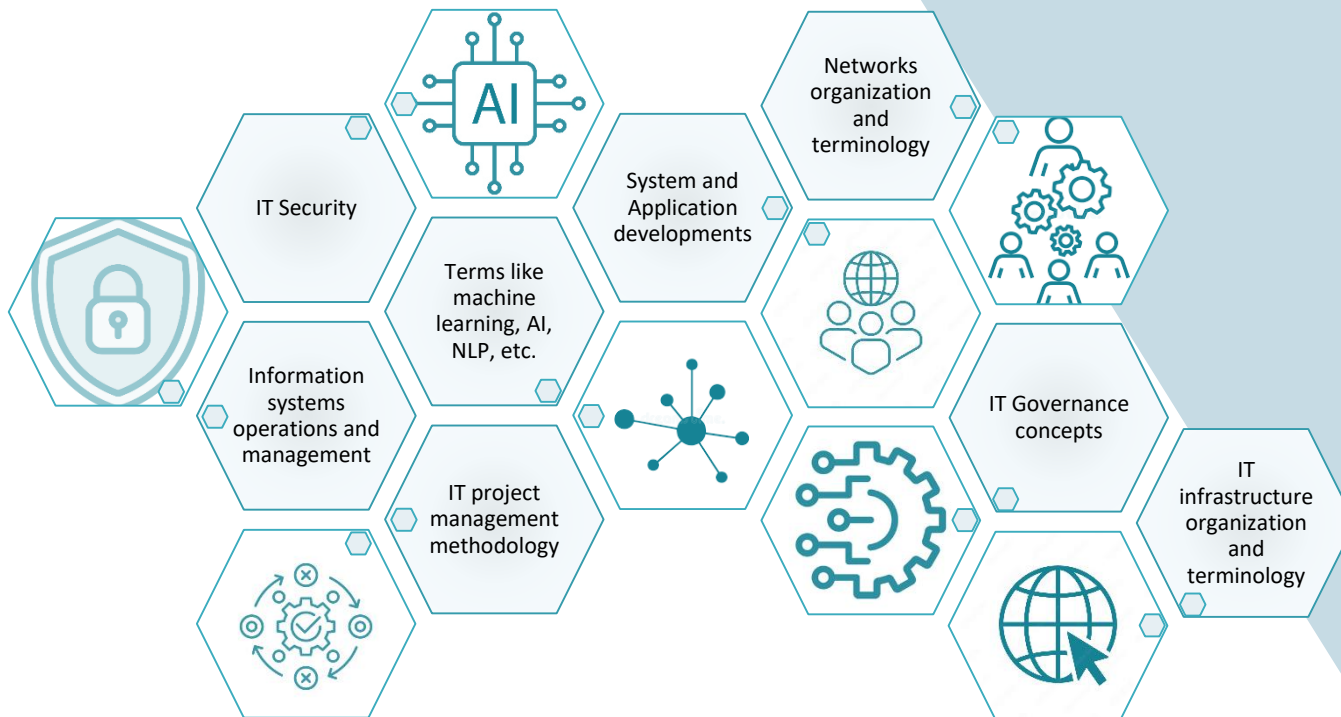 AI
Networks
organization
and
terminology
IT Security
System and
Application
developments
Terms like
machine
learning, AI,
NLP, etc.
Information
systems
operations and
management
IT Governance
concepts
IT project
management
methodology
IT
infrastructure
organization
and
terminology